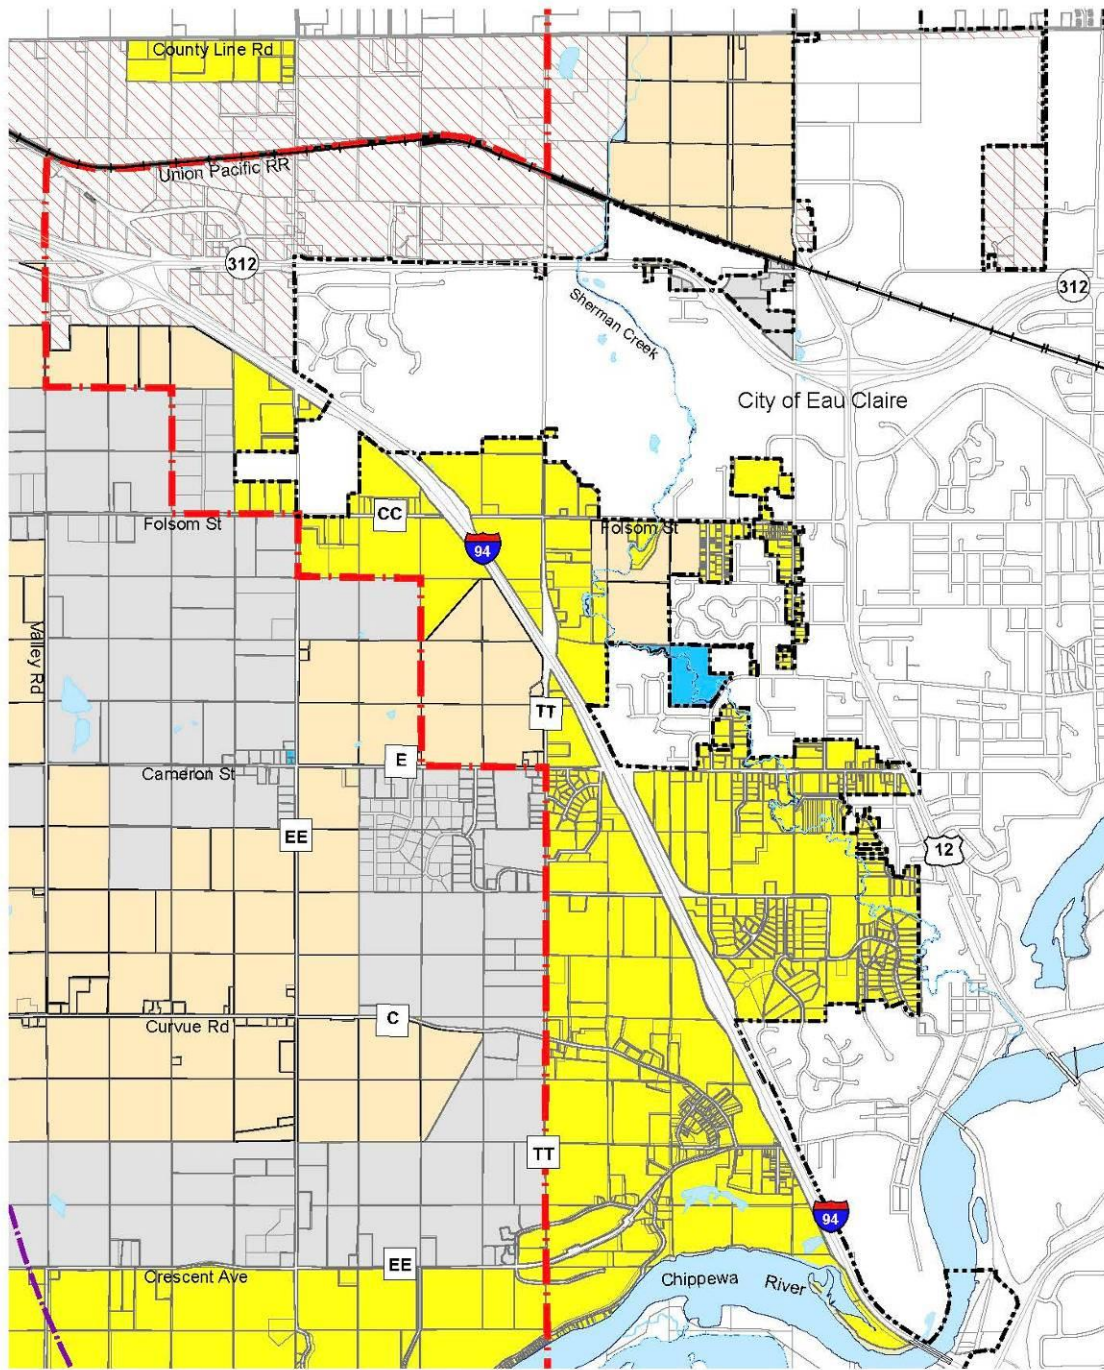 County Line Rd
Union Pacific RR
312
312
Sherman Creek
City of Eau Claire
CC
Folsom St
Folsom St
94
Valley Rd
TT
E
Cameron St
EE
12
C
Curvue Rd
TT
94
EE
Crescent Ave
Chippewa River